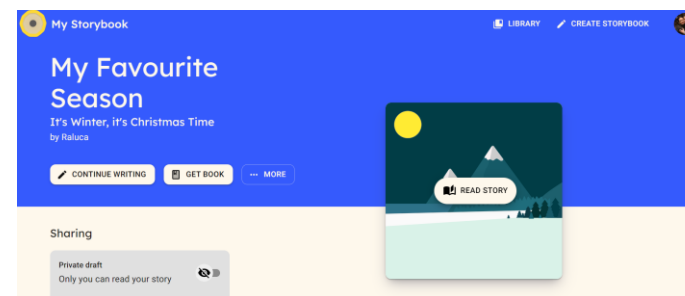 My Storybook
LIBRARY
CREATE STORYBOOK
My Favourite
Season
It's Winter, it's Christmas Time
by Raluca
CONTINUE WRITING
GET BOOK
MORE
READ STORY
Sharing
Private draft
Only you can read your story